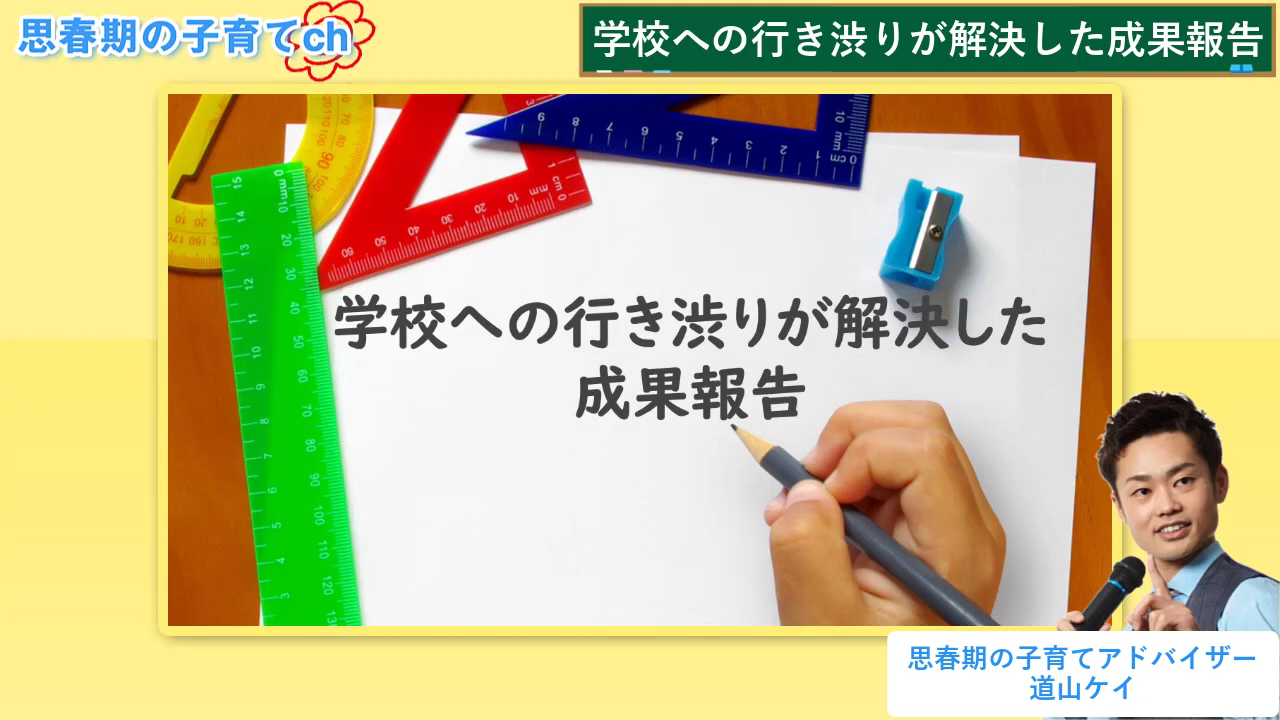 思春期の子育てch
学校への行き渋りが解決した成果報告
学校への行き渋りが解決した
成果報告
思春期の子育てアドバイザー
道山ケイ